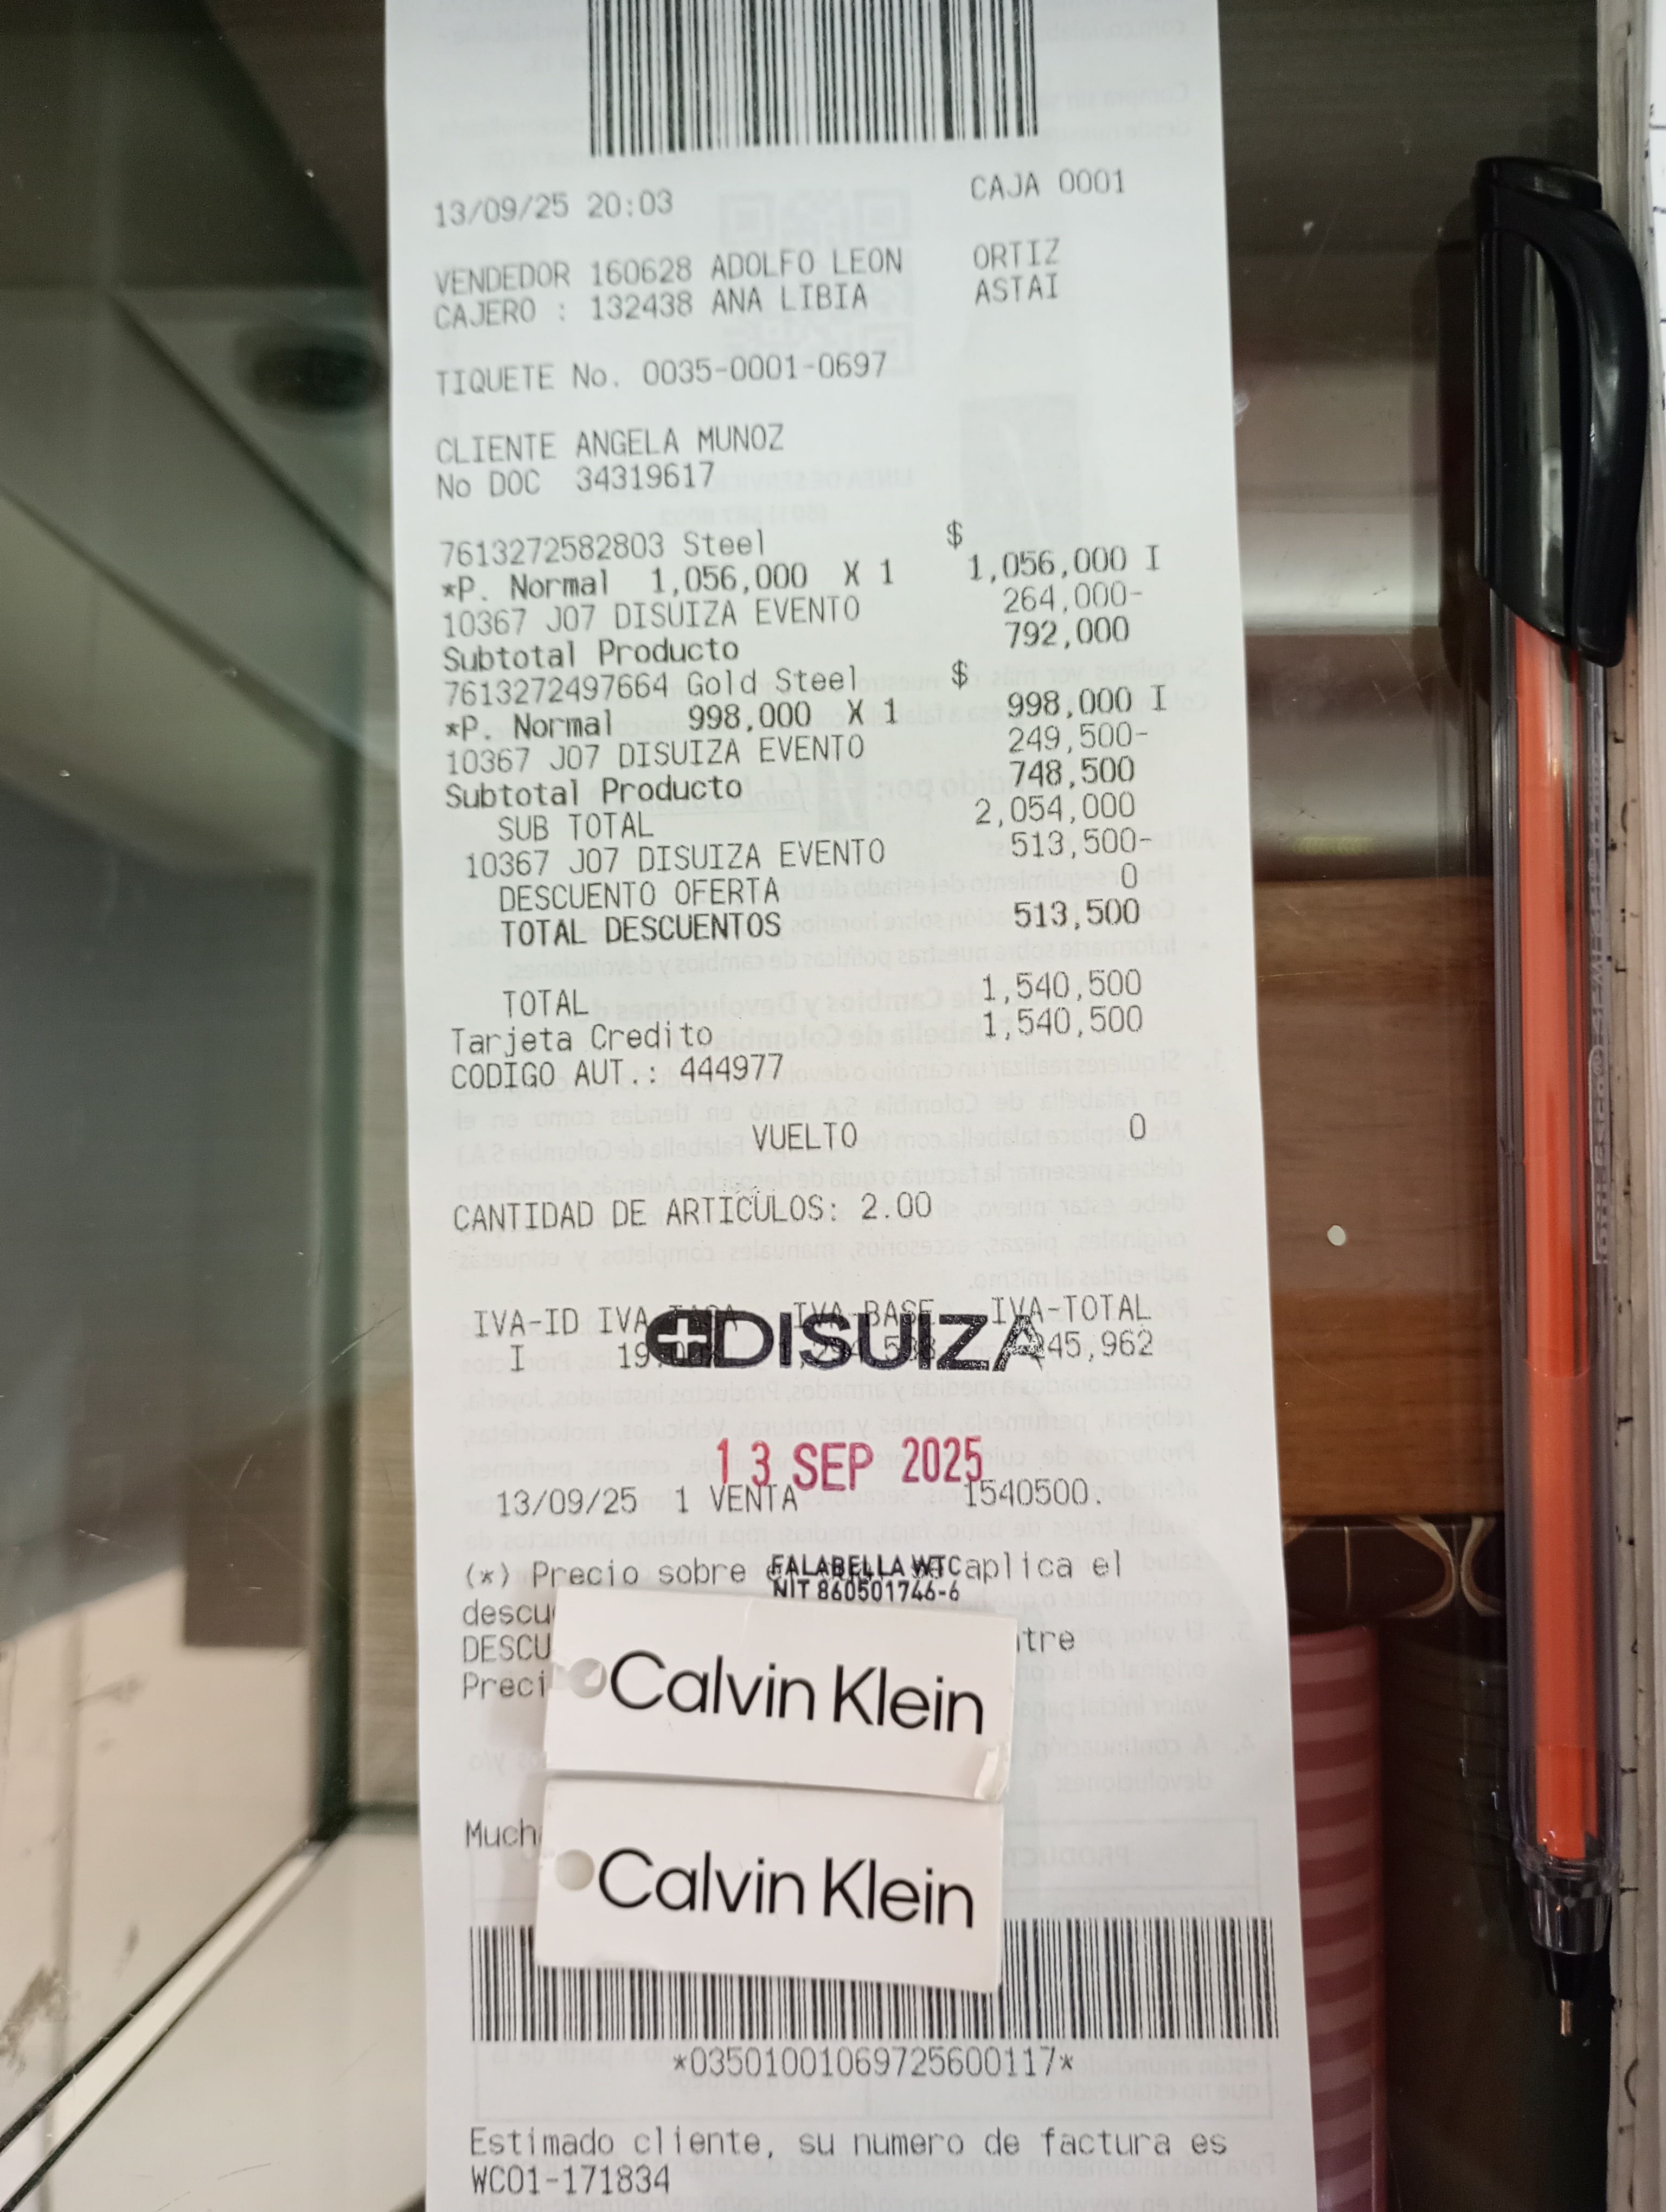 13/09/25 20:03 CAJA 0001
VENDEDOR 160628 ADOLFO LEON ORTIZ
CAJERO : 132438 ANA LIBIA ASTAI
TIQUETE No. 0035-0001-0697
CLIENTE ANGELA MUNOZ
No DOC 34319617
7613272582803 Steel $
*P. Normal 1,056,000 X 1 1,056,000 I
10367 J07 DISUIZA EVENTO 264,000-
Subtotal Producto 792,000
7613272497664 Gold Steel $
*P. Normal 998,000 X 1 998,000 I
10367 J07 DISUIZA EVENTO 249,500-
Subtotal Producto 748,500
SUB TOTAL 2,054,000
10367 J07 DISUIZA EVENTO 513,500-
DESCUENTO OFERTA 0
TOTAL DESCUENTOS 513,500
TOTAL 1,540,500
Tarjeta Credito 1,540,500
CODIGO AUT.: 444977
VUELTO 0
CANTIDAD DE ARTICULOS: 2.00
IVA-ID IVA IVA-BASE IVA-TOTAL
DISUIZA
I 245,962
13 SEP 2025
13/09/25 1 VENTA 1540500.
(*) Precio sobre aplica el
FALABELLA WTC
NIT 860501746-6
Calvin Klein
Calvin Klein
*03501001069725600117*
Estimado cliente, su numero de factura es
WC01-171834